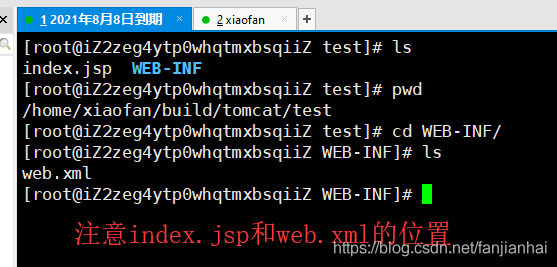 1 2021年8月8日到期 × 2 xiaofan × +
[root@iZ2zeg4ytp0whqtmxbsqiiZ test]# ls
index.jsp WEB-INF
[root@iZ2zeg4ytp0whqtmxbsqiiZ test]# pwd
/home/xiaofan/build/tomcat/test
[root@iZ2zeg4ytp0whqtmxbsqiiZ test]# cd WEB-INF/
[root@iZ2zeg4ytp0whqtmxbsqiiZ WEB-INF]# ls
web.xml
[root@iZ2zeg4ytp0whqtmxbsqiiZ WEB-INF]#
注意index.jsp和web.xml的位置
https://blog.csdn.net/fanjianhai